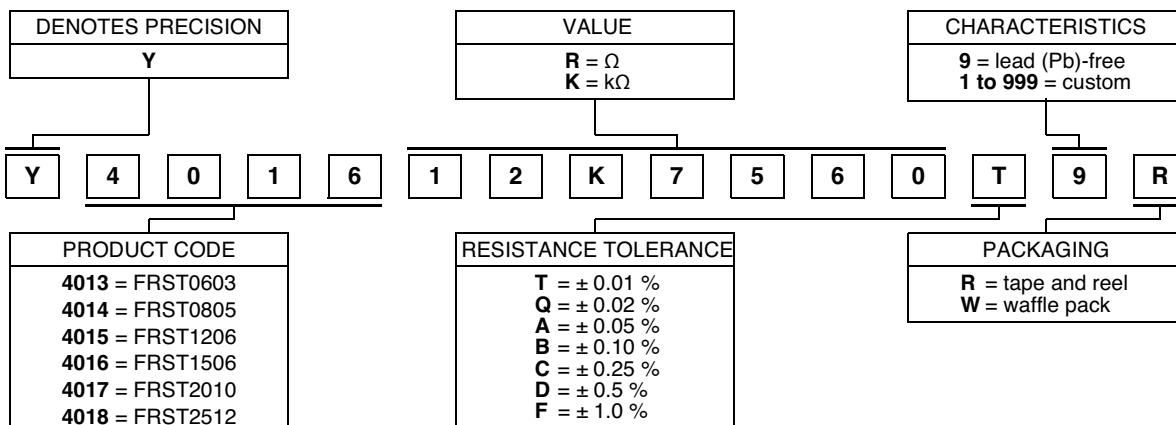 DENOTES PRECISION
Y
VALUE
R = Ω
K = kΩ
CHARACTERISTICS
9 = lead (Pb)-free
1 to 999 = custom
Y 4 0 1 6 1 2 K 7 5 6 0 T 9 R
PRODUCT CODE
4013 = FRST0603
4014 = FRST0805
4015 = FRST1206
4016 = FRST1506
4017 = FRST2010
4018 = FRST2512
RESISTANCE TOLERANCE
T = ± 0.01 %
Q = ± 0.02 %
A = ± 0.05 %
B = ± 0.10 %
C = ± 0.25 %
D = ± 0.5 %
F = ± 1.0 %
PACKAGING
R = tape and reel
W = waffle pack